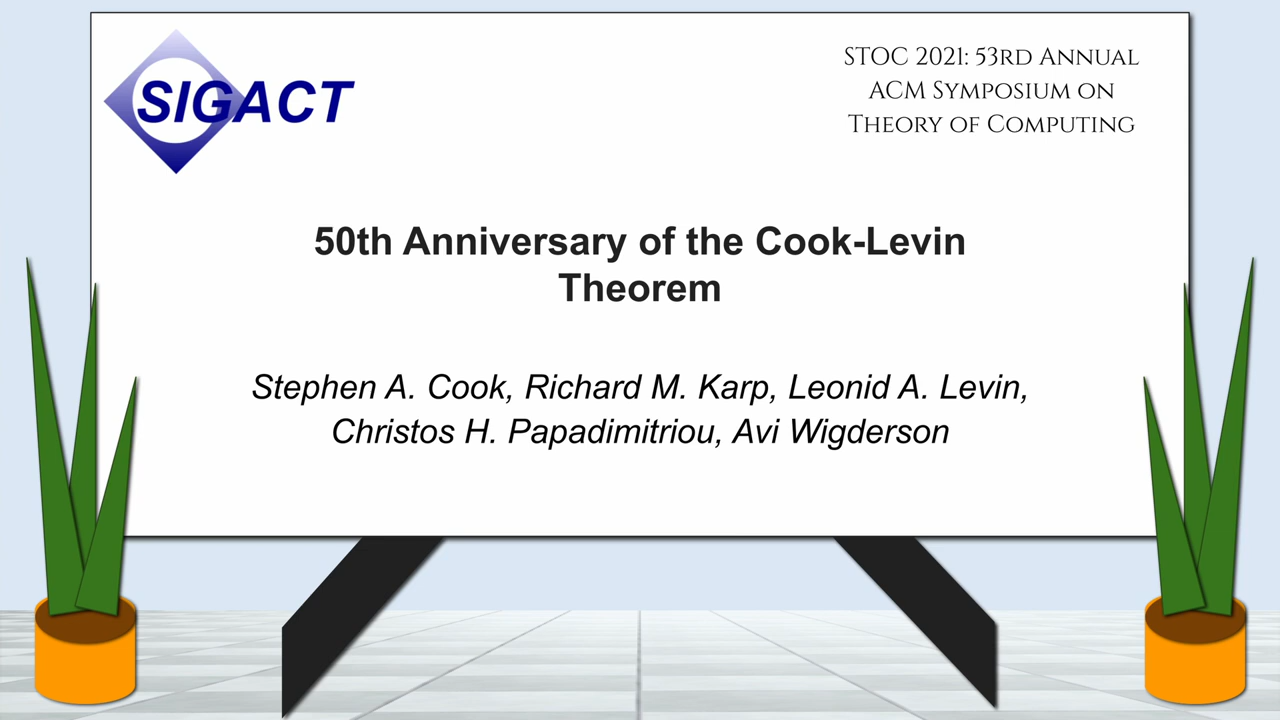 SIGACT
STOC 2021: 53rd Annual
ACM Symposium on
Theory of Computing
50th Anniversary of the Cook-Levin
Theorem
Stephen A. Cook, Richard M. Karp, Leonid A. Levin,
Christos H. Papadimitriou, Avi Wigderson